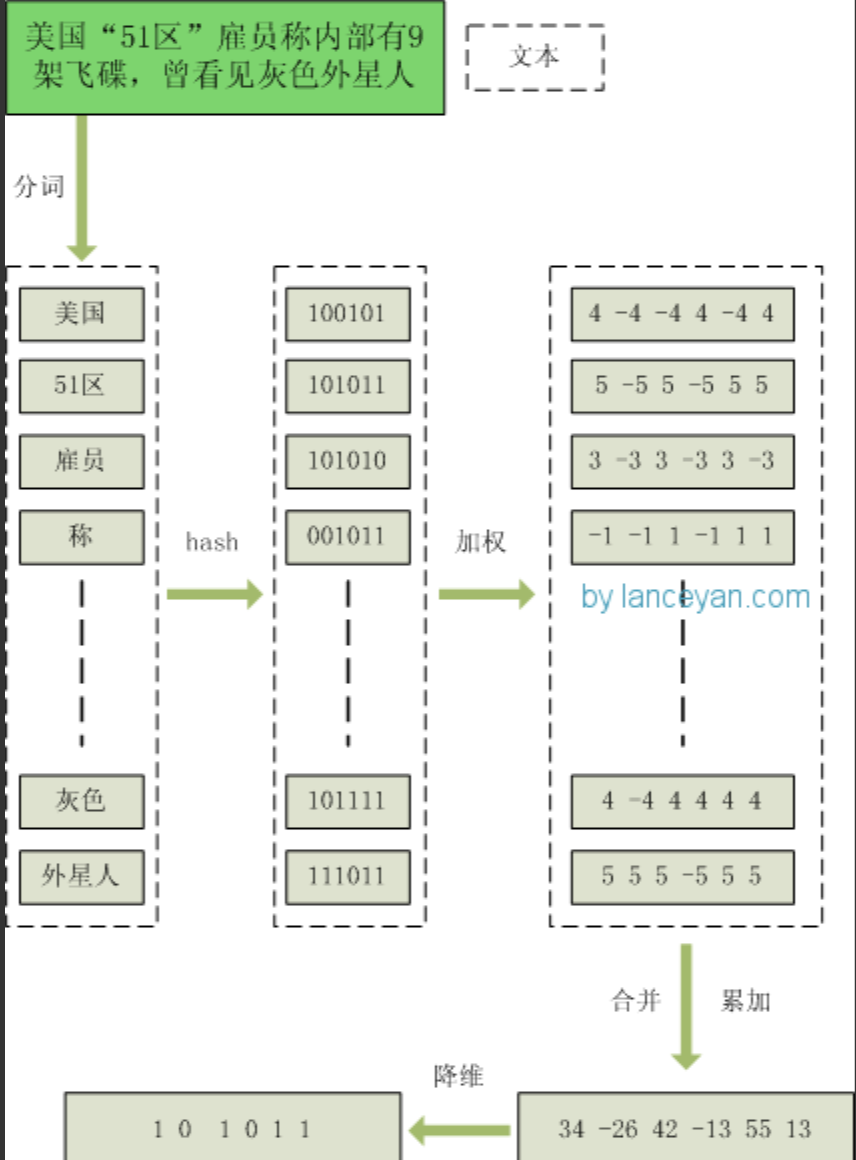 美国“51区”雇员称内部有9
架飞碟，曾看见灰色外星人
文本
分词
美国
100101
4 -4 -4 4 -4 4
51区
101011
5 -5 5 -5 5 5
雇员
101010
3 -3 3 -3 3 -3
称
hash
001011
加权
-1 -1 1 -1 1 1
by lanceyan.com
灰色
101111
4 -4 4 4 4 4
外星人
111011
5 5 5 -5 5 5
合并
累加
降维
1 0 1 0 1 1
34 -26 42 -13 55 13